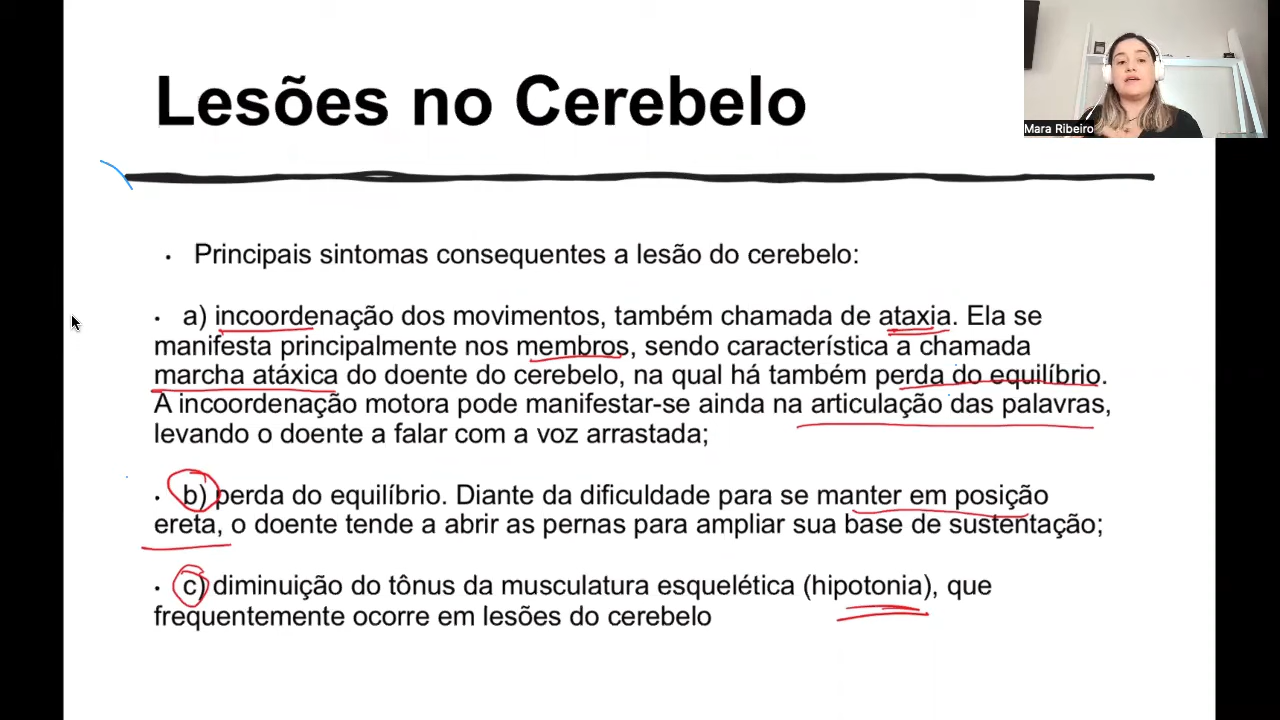 Lesões no Cerebelo
Mara Ribeiro
• Principais sintomas consequentes a lesão do cerebelo:
• a) incoordenação dos movimentos, também chamada de ataxia. Ela se
manifesta principalmente nos membros, sendo característica a chamada
marcha atáxica do doente do cerebelo, na qual há também perda do equilíbrio.
A incoordenação motora pode manifestar-se ainda na articulação das palavras,
levando o doente a falar com a voz arrastada;
• b) perda do equilíbrio. Diante da dificuldade para se manter em posição
ereta, o doente tende a abrir as pernas para ampliar sua base de sustentação;
• c) diminuição do tônus da musculatura esquelética (hipotonia), que
frequentemente ocorre em lesões do cerebelo